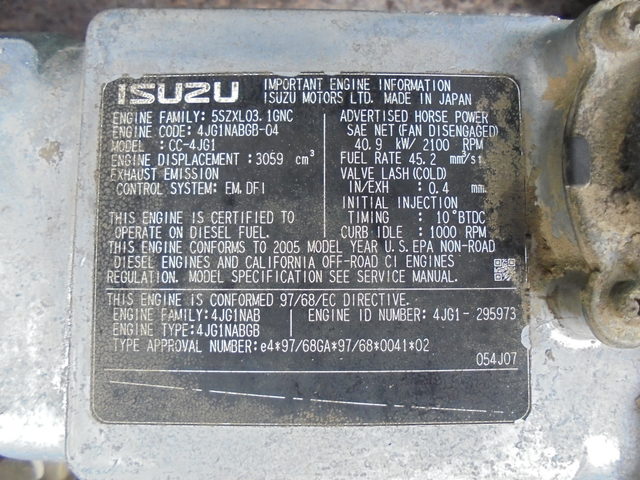 ISUZU
IMPORTANT ENGINE INFORMATION
ISUZU MOTORS LTD. MADE IN JAPAN
ENGINE FAMILY: 5SZXL03.1GNC
ENGINE CODE: 4JG1NABGB-04
MODEL : CC-4JG1
ENGINE DISPLACEMENT: 3059 cm³
EXHAUST EMISSION
CONTROL SYSTEM: EM, DFI
THIS ENGINE IS CERTIFIED TO
OPERATE ON DIESEL FUEL.
ADVERTISED HORSE POWER
SAE NET (FAN DISENGAGED)
40.9 kW/ 2100 RPM
FUEL RATE 45.2 mm³/st
VALVE LASH (COLD)
IN/EXH : 0.4 mm
INITIAL INJECTION
TIMING : 10°BTDC
CURB IDLE : 1000 RPM
THIS ENGINE CONFORMS TO 2005 MODEL YEAR U.S. EPA NON-ROAD
DIESEL ENGINES AND CALIFORNIA OFF-ROAD CI ENGINES
REGULATION. MODEL SPECIFICATION SEE SERVICE MANUAL.
THIS ENGINE IS CONFORMED 97/68/EC DIRECTIVE.
ENGINE FAMILY: 4JG1NAB ENGINE ID NUMBER: 4JG1- 295973
ENGINE TYPE: 4JG1NABGB
TYPE APPROVAL NUMBER: e4*97/68GA*97/68*0041*02
054J07